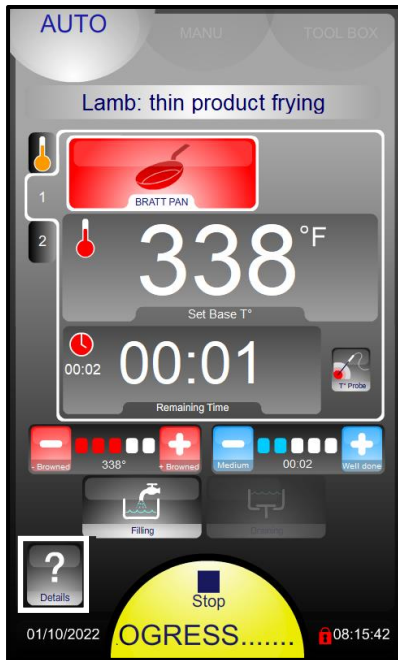 AUTO
MANU
TOOL BOX
Lamb: thin product frying
1
BRATT PAN
2
338°F
Set Base T°
00:02
00:01
T° Probe
Remaining Time
- Browned
338°
+ Browned
Medium
00:02
Well done
Filling
Draining
?
Details
Stop
01/10/2022
OGRESS.......
08:15:42